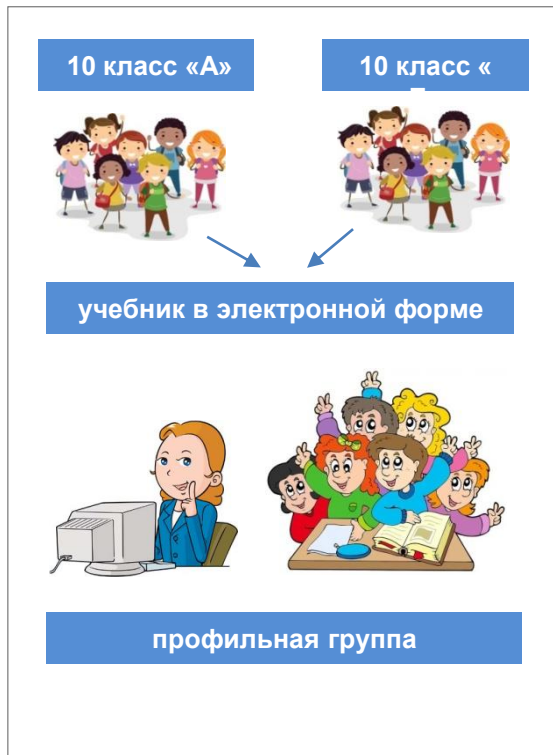 10 класс «А»
10 класс «
учебник в электронной форме
профильная группа